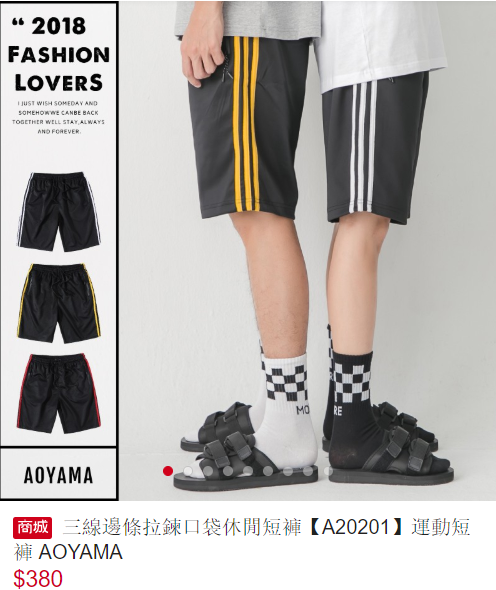 “ 2018
FASHION
LOVERS
I JUST WISH SOMEDAY AND
SOMEHOWWE CANBE BACK
TOGETHER WELL STAY,ALWAYS
AND FOREVER.
MO
RE
AOYAMA
商城 三線邊條拉鍊口袋休閒短褲【A20201】運動短
褲 AOYAMA
$380